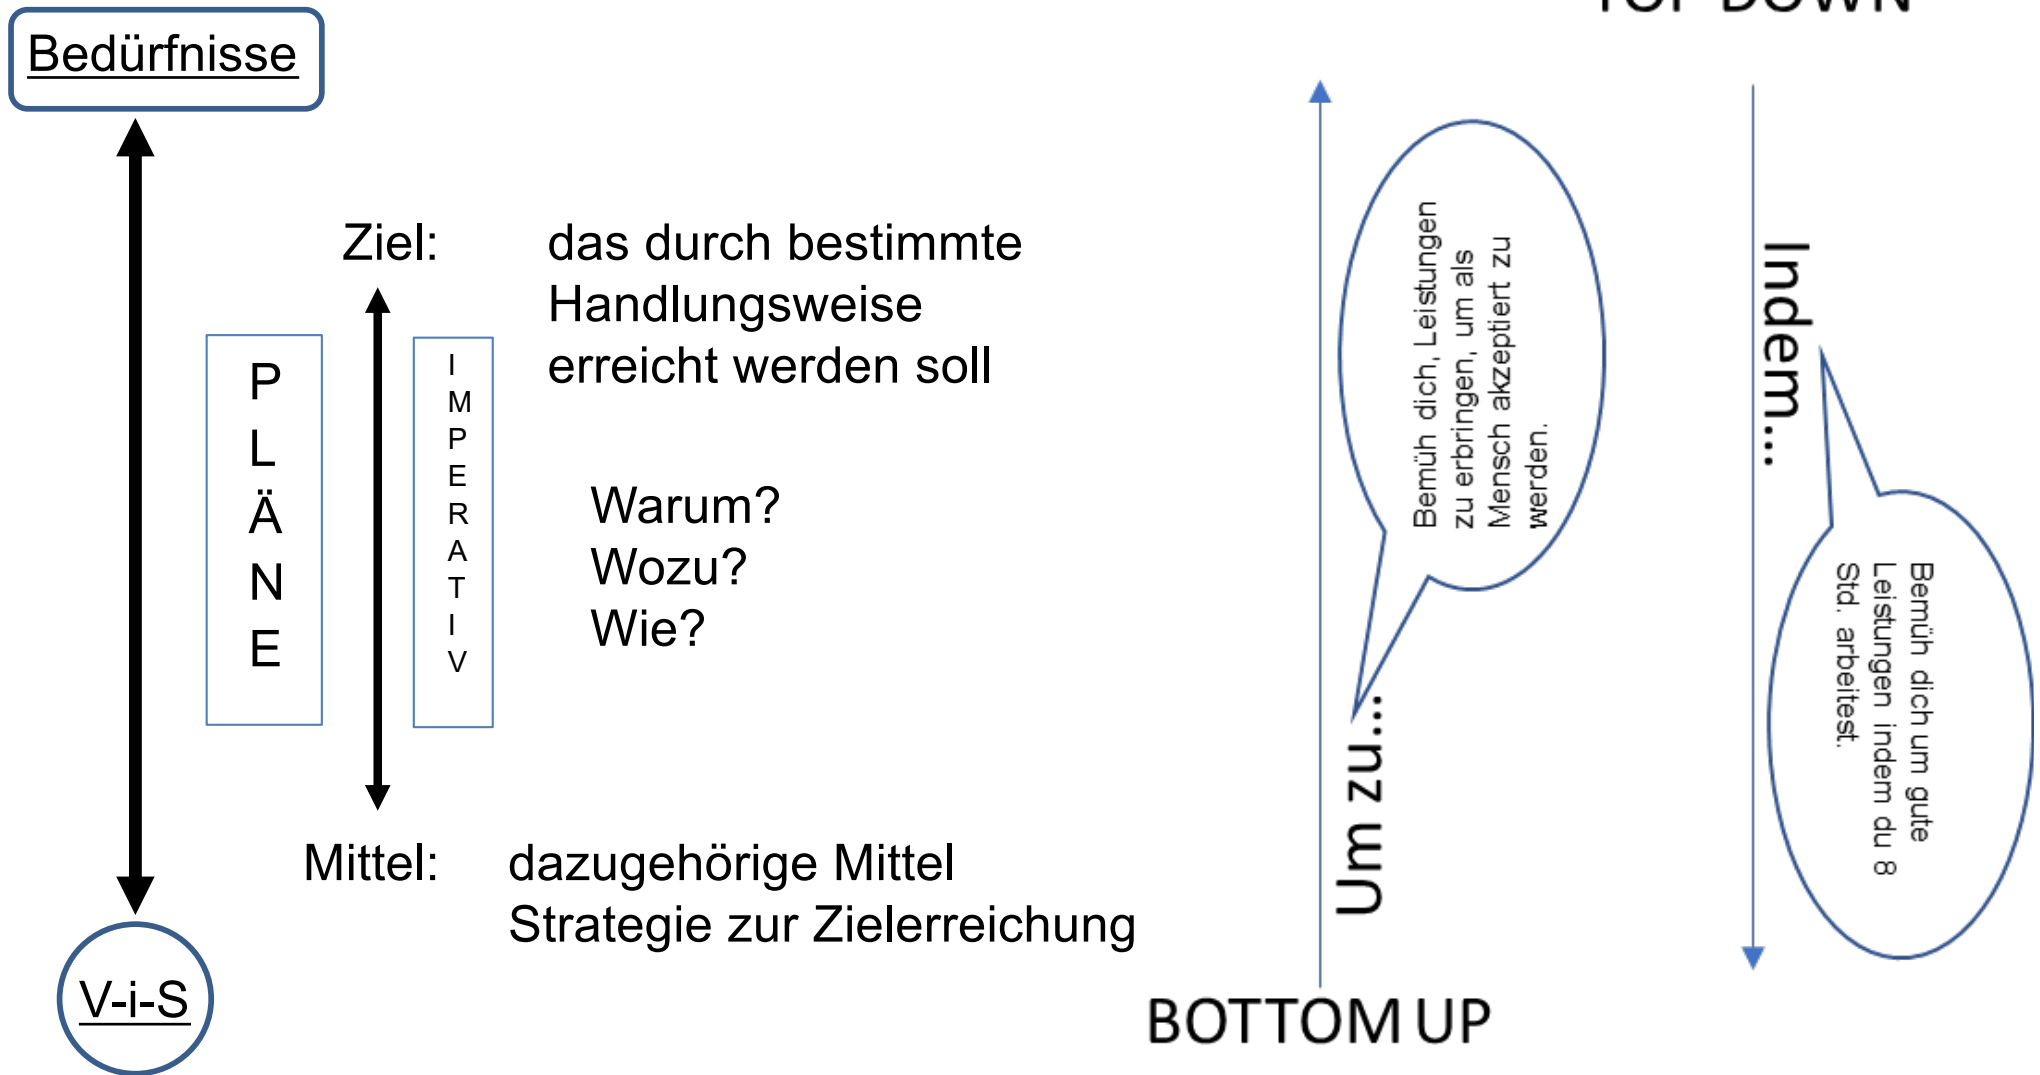 TOP DOWN
Bedürfnisse
Ziel:
das durch bestimmte
Handlungsweise
erreicht werden soll
PLÄNE
IMPERATIV
Warum?
Wozu?
Wie?
Mittel:
dazugehörige Mittel
Strategie zur Zielerreichung
V-i-S
Bemüh dich, Leistungen
zu erbringen, um als
Mensch akzeptiert zu
werden.
Um zu...
BOTTOM UP
Indem...
Bemüh dich um gute
Leistungen indem du 8
Std. arbeitest.